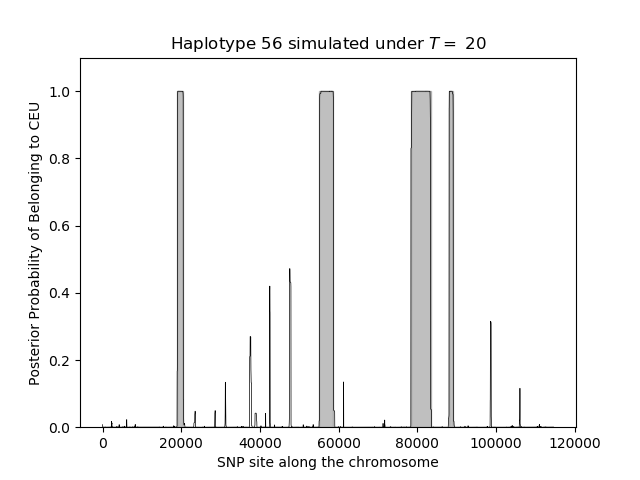 Haplotype 56 simulated under T = 20
Posterior Probability of Belonging to CEU
1.0
0.8
0.6
0.4
0.2
0.0
0 20000 40000 60000 80000 100000 120000
SNP site along the chromosome